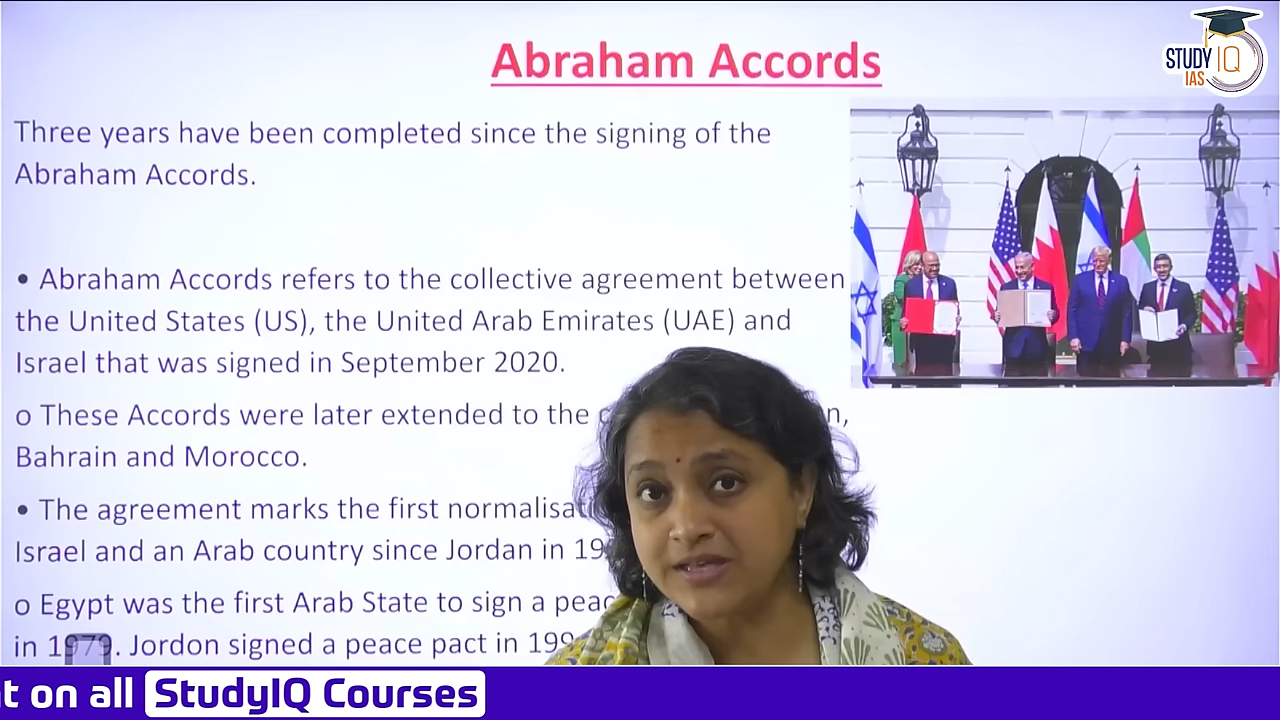 Abraham Accords
STUDY IQ
IAS
Three years have been completed since the signing of the
Abraham Accords.
• Abraham Accords refers to the collective agreement between
the United States (US), the United Arab Emirates (UAE) and
Israel that was signed in September 2020.
o These Accords were later extended to the
Bahrain and Morocco.
• The agreement marks the first
Israel and an Arab country since Jordan in
o Egypt was the first Arab State to sign a
in 1979. Jordon signed a peace pact in
on all StudyIQ Courses